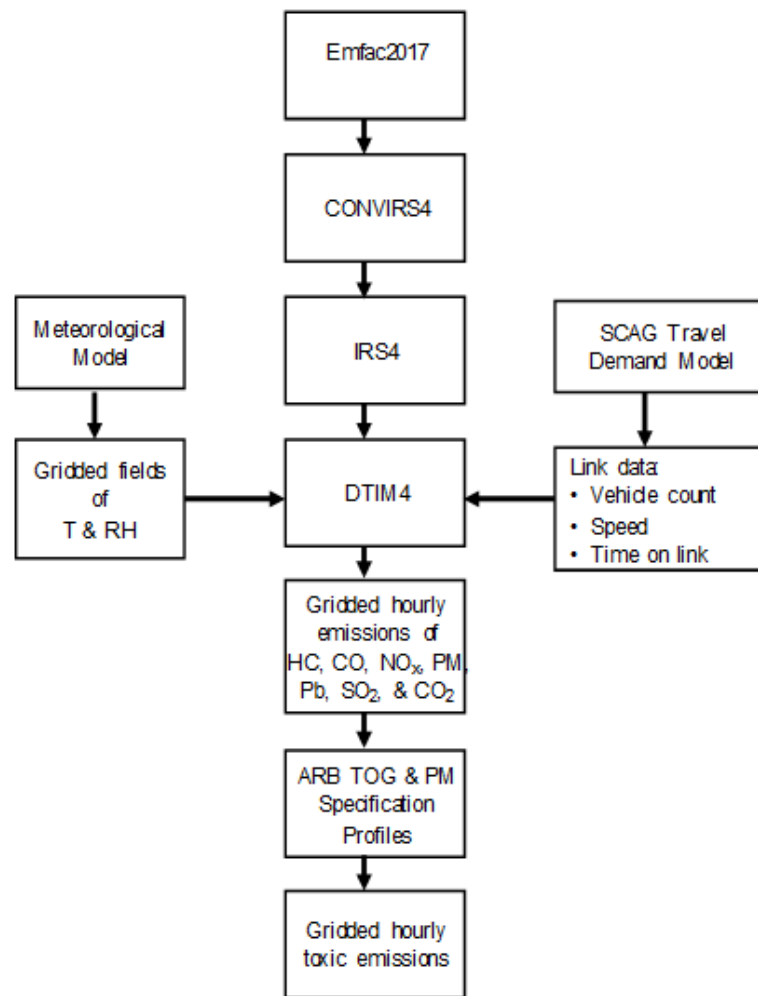 Emfac2017
CONVIRS4
Meteorological
Model
IRS4
SCAG Travel
Demand Model
Gridded fields
of
T & RH
DTIM4
Link data:
• Vehicle count
• Speed
• Time on link
Gridded hourly
emissions of
HC, CO, NOₓ, PM,
Pb, SO₂, & CO₂
ARB TOG & PM
Specification
Profiles
Gridded hourly
toxic emissions